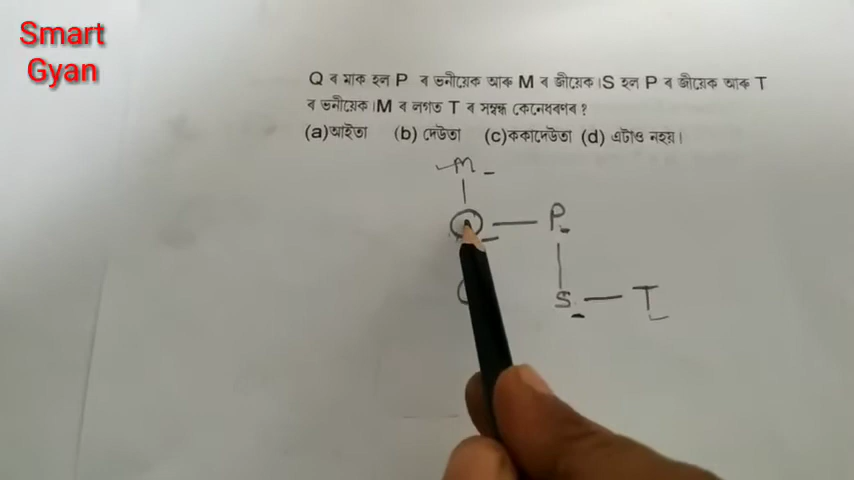 Smart
Gyan
Q ৰ মাক হল P ৰ ভনীয়েক আৰু M ৰ জীয়েক।S হল P ৰ জীয়েক আৰু T
ৰ ভনীয়েক।M ৰ লগত T ৰ সম্বন্ধ কেনেধৰণৰ?
(a)আইতা (b) দেউতা (c)ককাদেউতা (d) এটাও নহয়।
M
P
S T